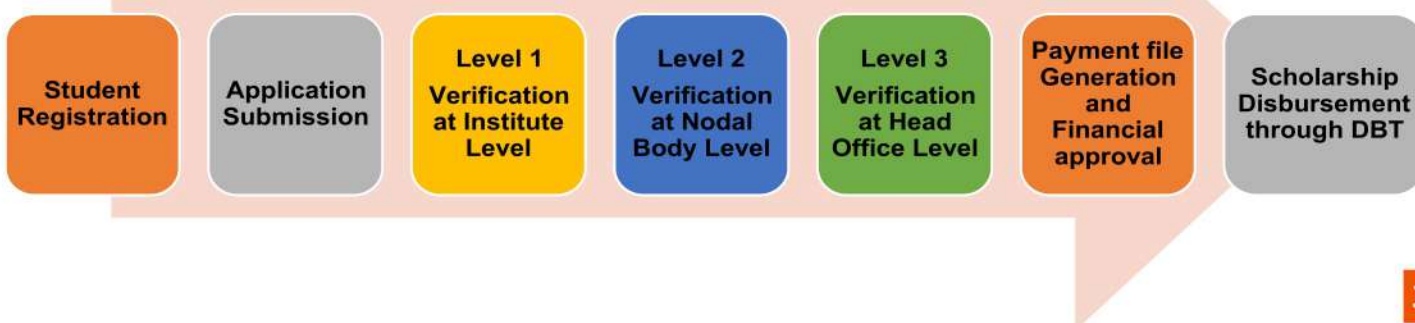 Student
Registration
Application
Submission
Level 1
Verification
at Institute
Level
Level 2
Verification
at Nodal
Body Level
Level 3
Verification
at Head
Office Level
Payment file
Generation
and
Financial
approval
Scholarship
Disbursement
through DBT